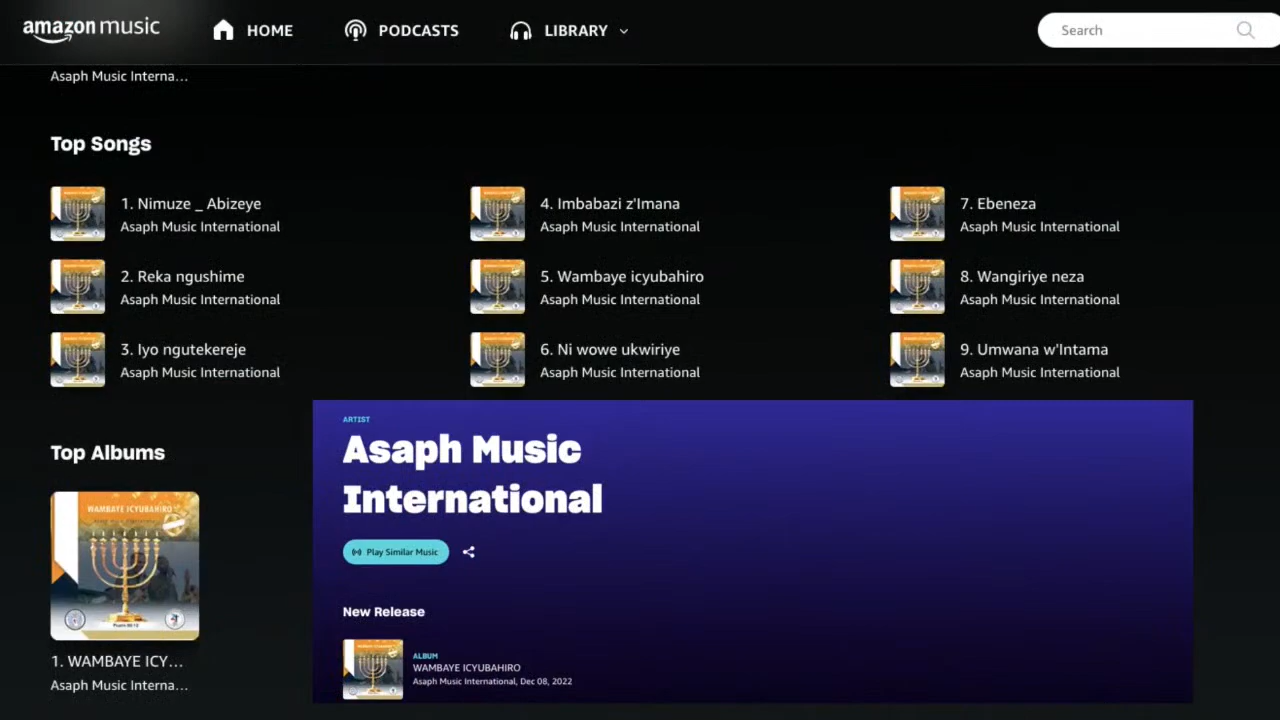 amazon music
HOME
PODCASTS
LIBRARY
Search
Asaph Music Interna...
Top Songs
1. Nimuze _ Abizeye
Asaph Music International
2. Reka ngushime
Asaph Music International
3. Iyo ngutekereje
Asaph Music International
4. Imbabazi z'Imana
Asaph Music International
5. Wambaye icyubahiro
Asaph Music International
6. Ni wowe ukwiriye
Asaph Music International
7. Ebeneza
Asaph Music International
8. Wangiriye neza
Asaph Music International
9. Umwana w'Intama
Asaph Music International
Top Albums
WAMBAYE ICYUBAHIRO
1. WAMBAYE ICY...
Asaph Music Interna...
ARTIST
Asaph Music
International
Play Similar Music
New Release
ALBUM
WAMBAYE ICYUBAHIRO
Asaph Music International, Dec 08, 2022